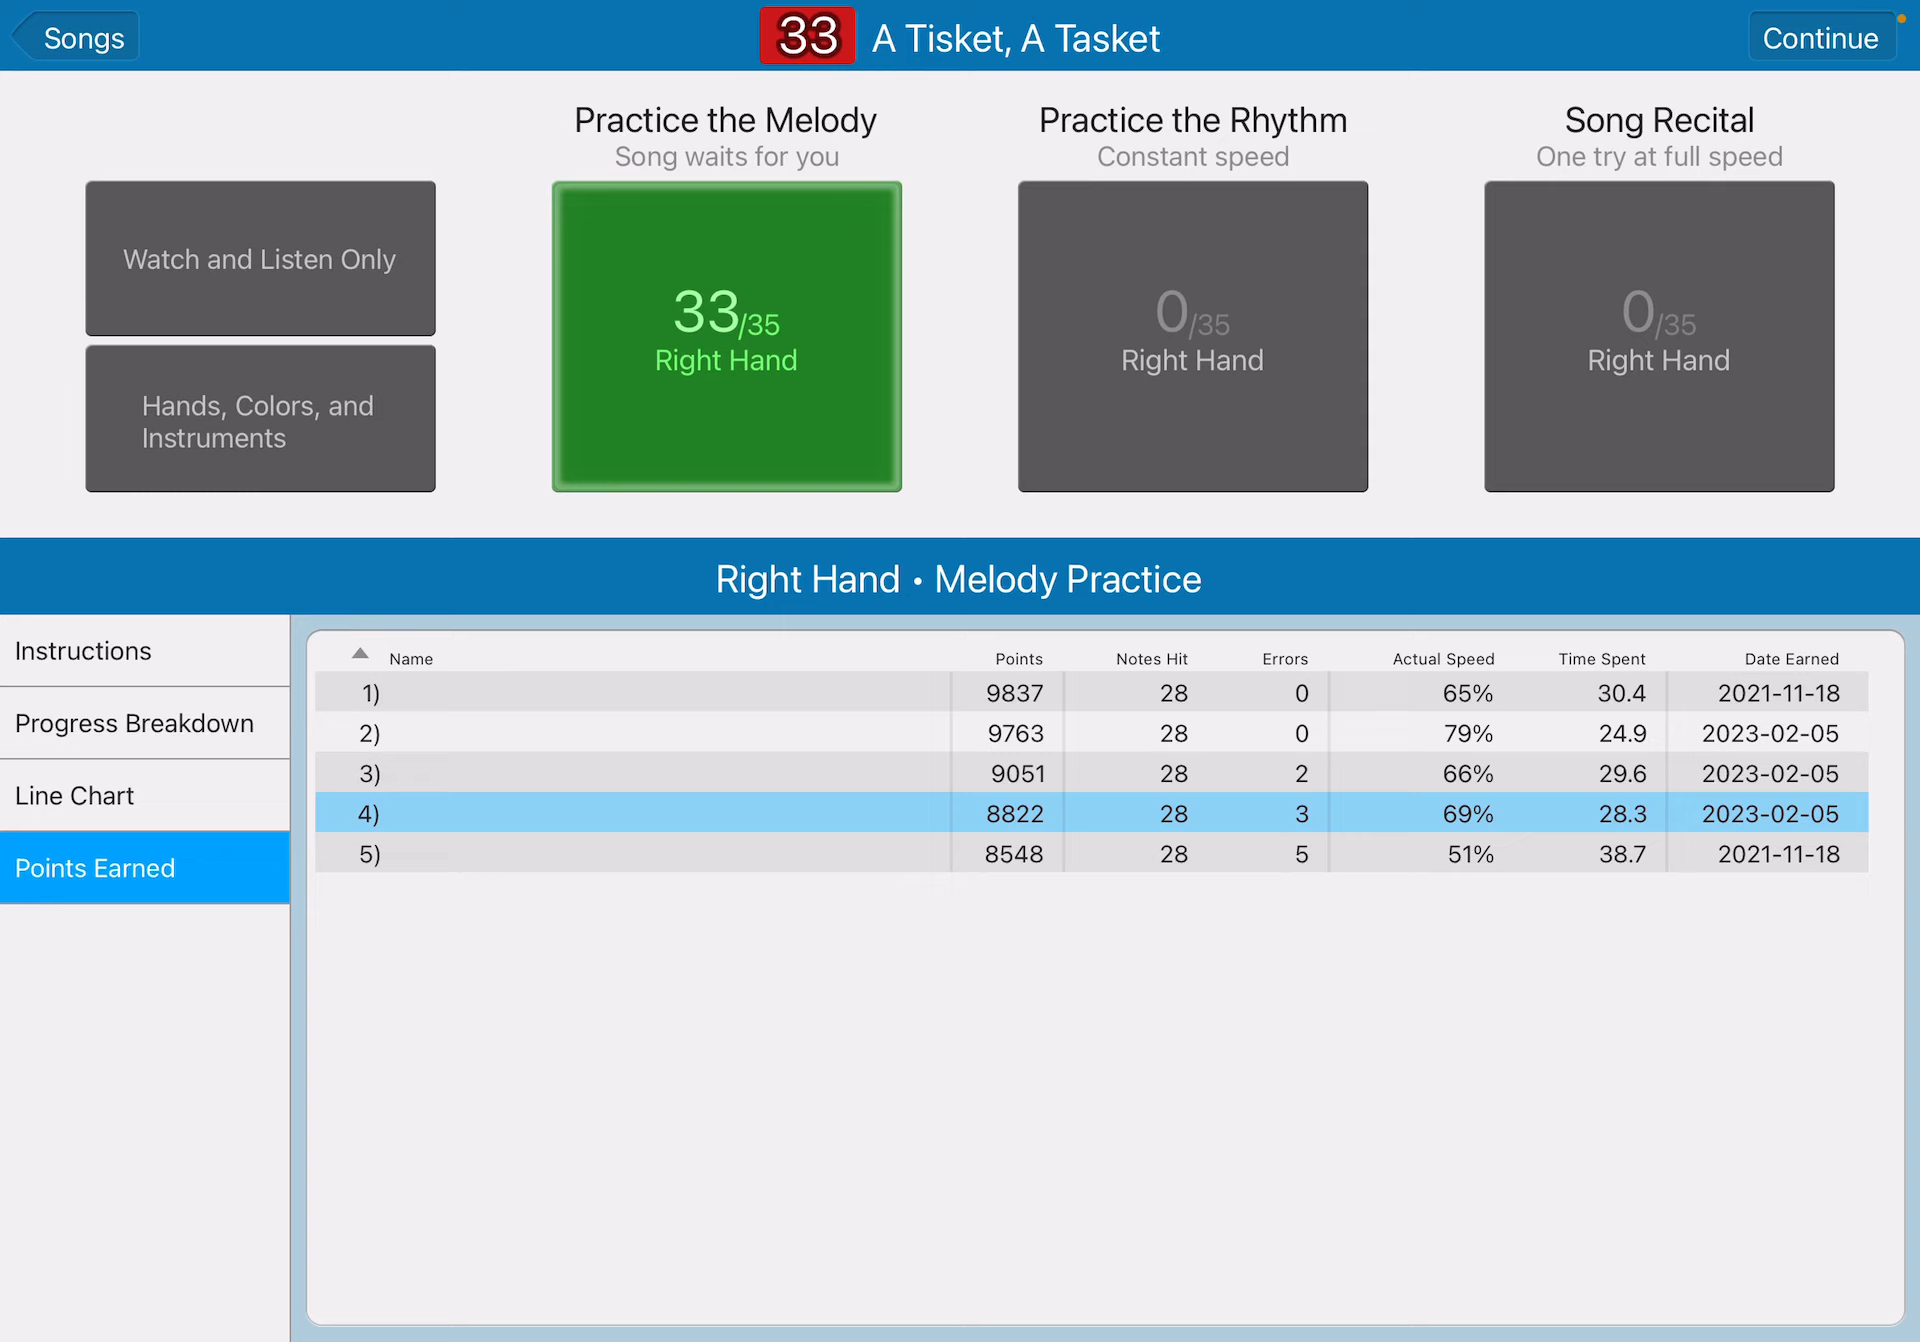 Songs
33 A Tisket, A Tasket
Continue
Practice the Melody
Song waits for you
Practice the Rhythm
Constant speed
Song Recital
One try at full speed
Watch and Listen Only
Hands, Colors, and
Instruments
33/35
Right Hand
0/35
Right Hand
0/35
Right Hand
Right Hand • Melody Practice
Instructions
Progress Breakdown
Line Chart
Points Earned
Name Points Notes Hit Errors Actual Speed Time Spent Date Earned
1) 9837 28 0 65% 30.4 2021-11-18
2) 9763 28 0 79% 24.9 2023-02-05
3) 9051 28 2 66% 29.6 2023-02-05
4) 8822 28 3 69% 28.3 2023-02-05
5) 8548 28 5 51% 38.7 2021-11-18